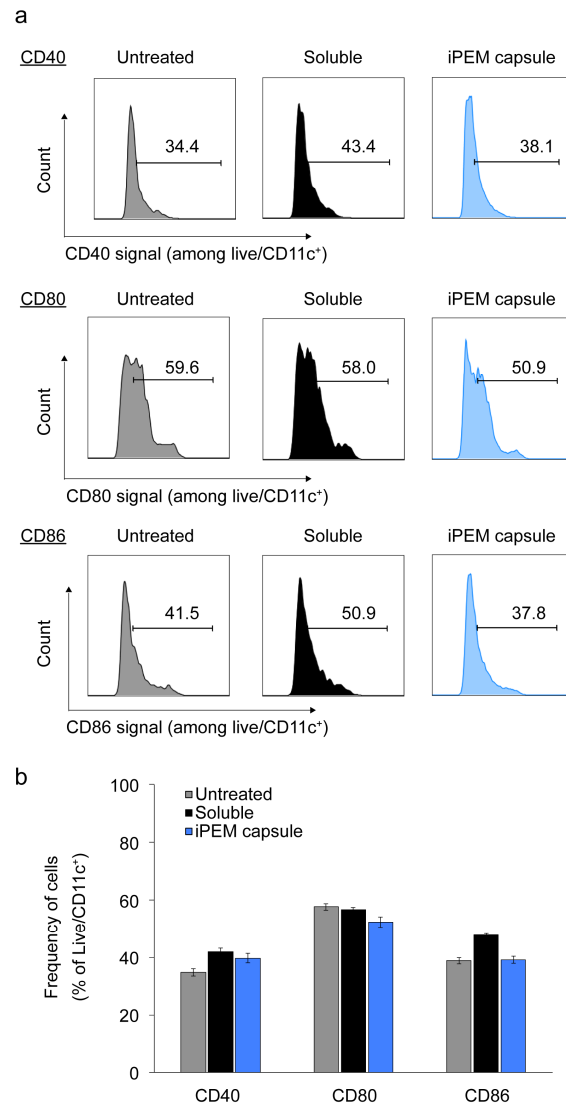 a
CD40 Untreated Soluble iPEM capsule
34.4 43.4 38.1
Count
CD40 signal (among live/CD11c⁺)
CD80 Untreated Soluble iPEM capsule
59.6 58.0 50.9
Count
CD80 signal (among live/CD11c⁺)
CD86 Untreated Soluble iPEM capsule
41.5 50.9 37.8
Count
CD86 signal (among live/CD11c⁺)
b
Frequency of cells
(% of Live/CD11c⁺)
100
80
60
40
20
0
Untreated
Soluble
iPEM capsule
CD40 CD80 CD86